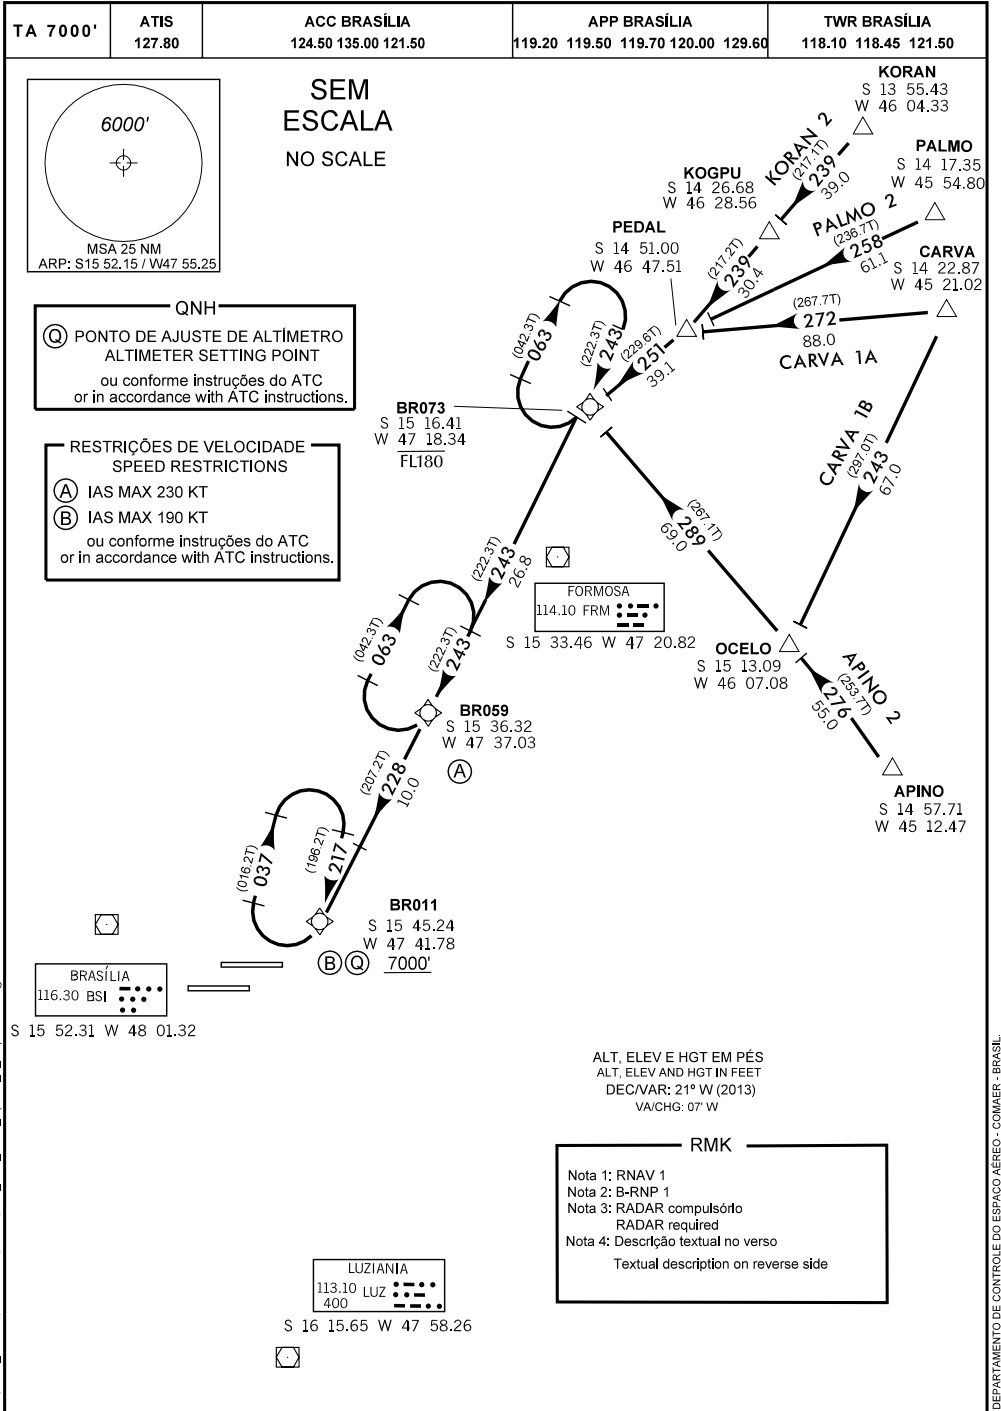 TA 7000'
ATIS
127.80
ACC BRASÍLIA
124.50 135.00 121.50
APP BRASÍLIA
119.20 119.50 119.70 120.00 129.60
TWR BRASÍLIA
118.10 118.45 121.50
6000'
MSA 25 NM
ARP: S15 52.15 / W47 55.25
SEM
ESCALA
NO SCALE
KORAN
S 13 55.43
W 46 04.33
PALMO
S 14 17.35
W 45 54.80
KOGPU
S 14 26.68
W 46 28.56
PEDAL
S 14 51.00
W 46 47.51
CARVA
S 14 22.87
W 45 21.02
KORAN 2
(217.1T)
239
39.0
PALMO 2
(236.7T)
258
61.1
(217.2T)
239
30.4
(267.7T)
272
88.0
CARVA 1A
(229.6T)
251
39.1
(042.3T)
063
(222.3T)
243
CARVA 1B
(297.0T)
243
67.0
QNH
Q PONTO DE AJUSTE DE ALTÍMETRO
ALTIMETER SETTING POINT
ou conforme instruções do ATC
or in accordance with ATC instructions.
BR073
S 15 16.41
W 47 18.34
FL180
RESTRIÇÕES DE VELOCIDADE
SPEED RESTRICTIONS
A IAS MAX 230 KT
B IAS MAX 190 KT
ou conforme instruções do ATC
or in accordance with ATC instructions.
(267.1T)
289
69.0
(222.3T)
243
26.8
FORMOSA
114.10 FRM
S 15 33.46 W 47 20.82
OCELO
S 15 13.09
W 46 07.08
APINO 2
(253.7T)
276
55.0
APINO
S 14 57.71
W 45 12.47
(042.3T)
063
(222.3T)
243
BR059
S 15 36.32
W 47 37.03
A
(207.2T)
228
10.0
(016.2T)
037
(196.2T)
217
BR011
S 15 45.24
W 47 41.78
B Q 7000'
BRASÍLIA
116.30 BSI
S 15 52.31 W 48 01.32
ALT, ELEV E HGT EM PÉS
ALT, ELEV AND HGT IN FEET
DEC/VAR: 21º W (2013)
VA/CHG: 07' W
RMK
Nota 1: RNAV 1
Nota 2: B-RNP 1
Nota 3: RADAR compulsório
RADAR required
Nota 4: Descrição textual no verso
Textual description on reverse side
LUZIANIA
113.10 LUZ
400
S 16 15.65 W 47 58.26
DEPARTAMENTO DE CONTROLE DO ESPAÇO AÉREO - COMAER - BRASIL.